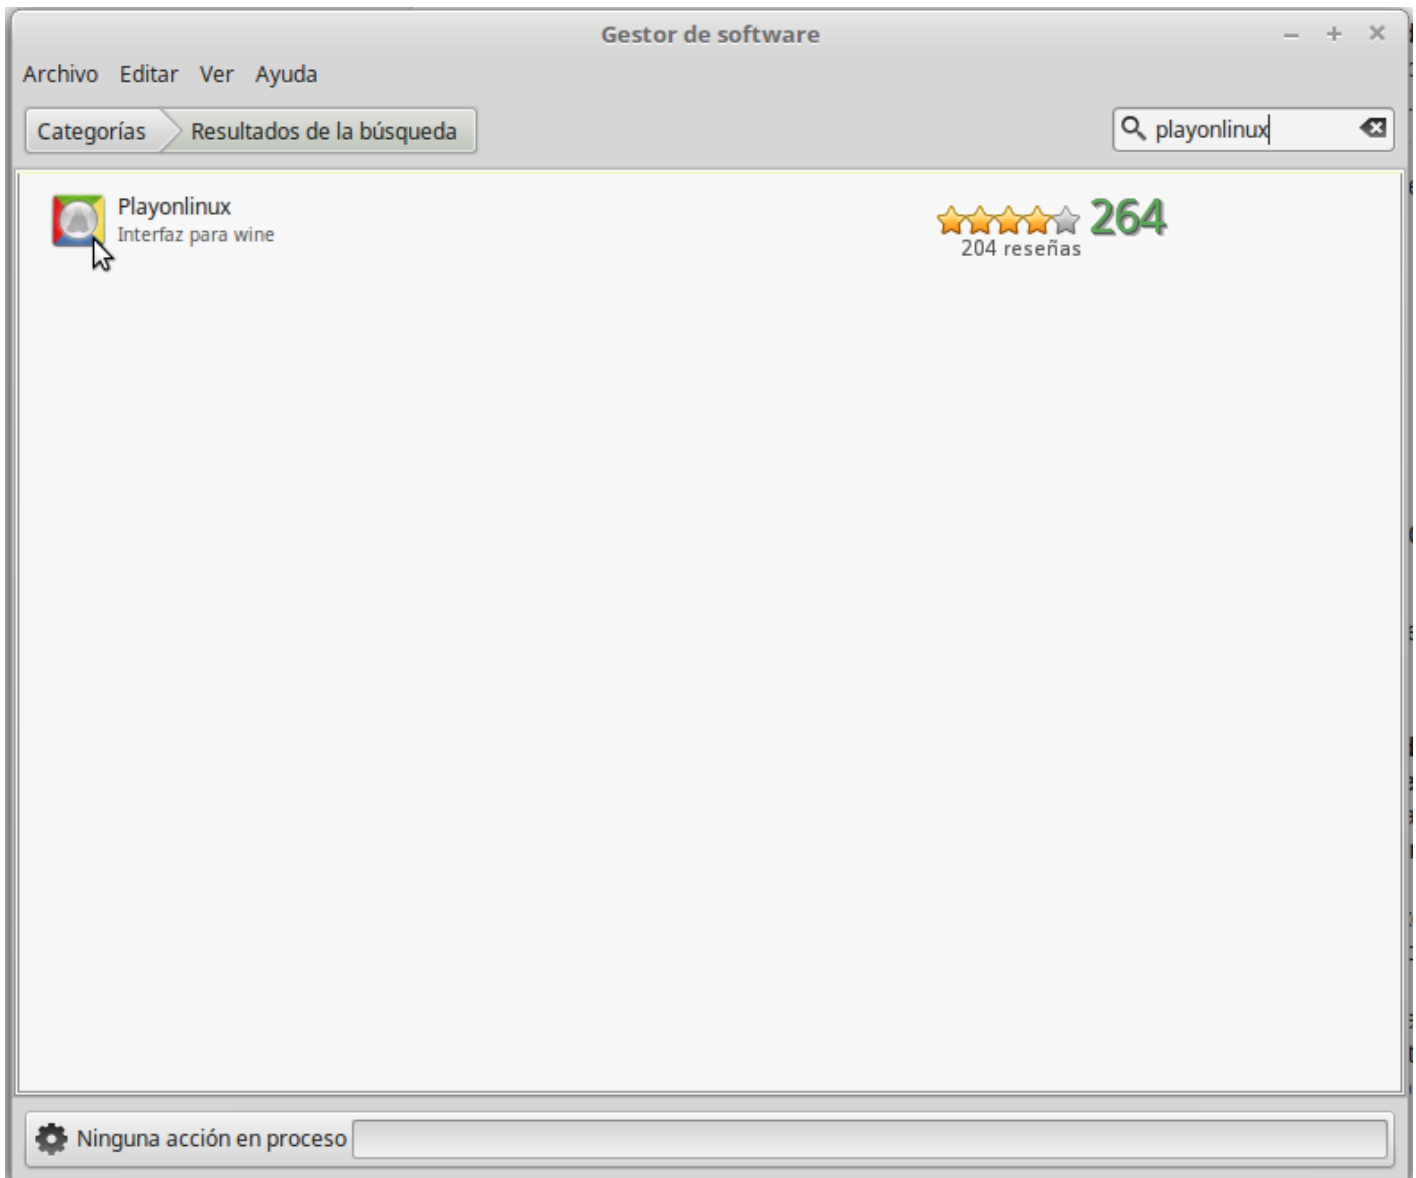 Gestor de software
Archivo Editar Ver Ayuda
Categorías Resultados de la búsqueda playonlinux
Playonlinux
Interfaz para wine
264
204 reseñas
Ninguna acción en proceso